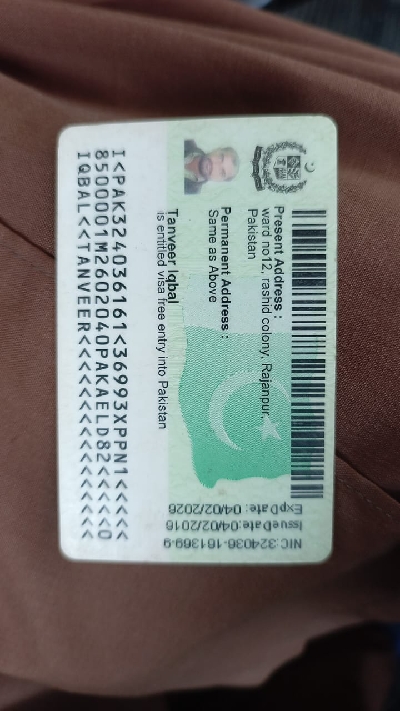 Present Address :
ward no12, rashid colony, Rajanpur,
Pakistan
Permanent Address :
Same as Above
Tanveer Iqbal
is entitled visa free entry into Pakistan
NIC:324036-161369-9
IssueDate:04/02/2016
ExpDate: 04/02/2026
I<PAK324036161<36993XPPN1<<<<<
8500001M2602040PAKAELD82<<<<<0
IQBAL<<TANVEER<<<<<<<<<<<<<<<<